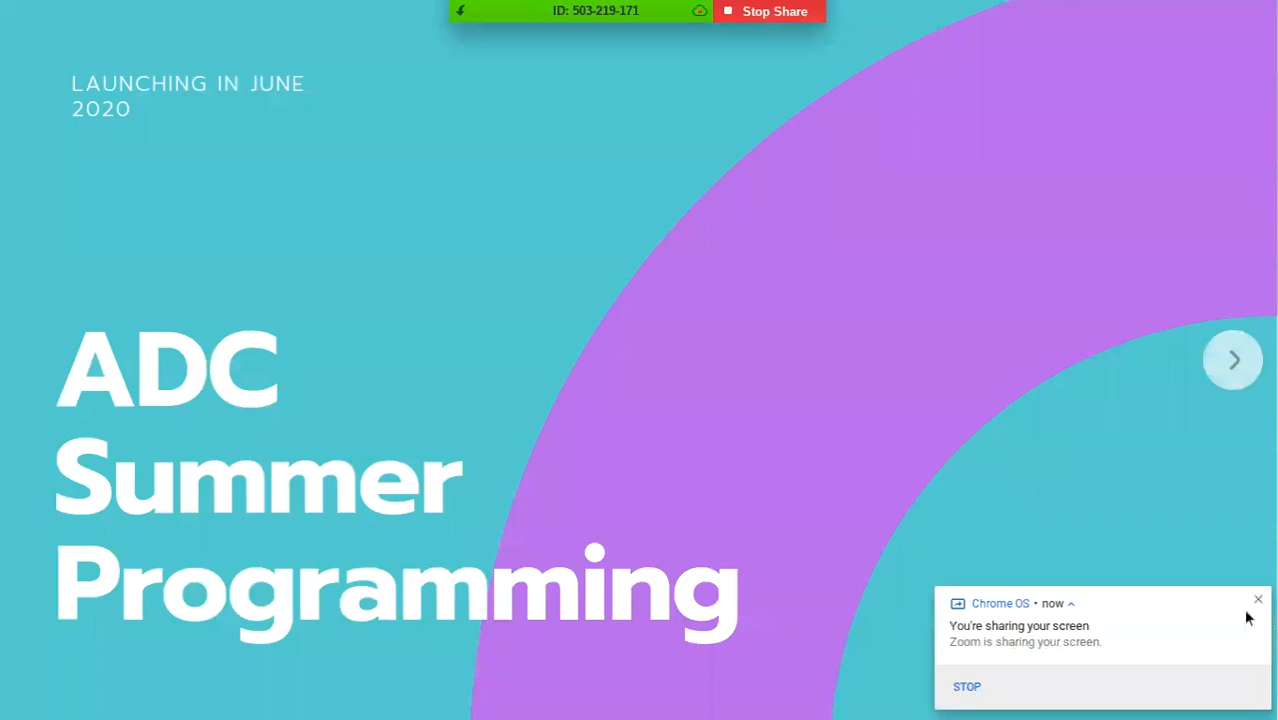 ID: 503-219-171
Stop Share
LAUNCHING IN JUNE
2020
ADC
Summer
Programming
Chrome OS • now
You're sharing your screen
Zoom is sharing your screen.
STOP